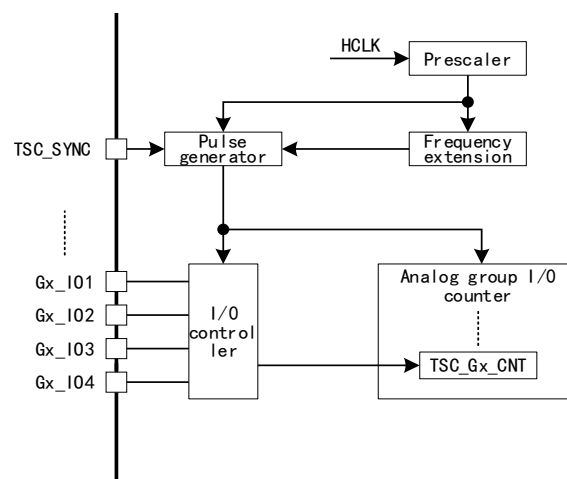 HCLK
Prescaler
TSC_SYNC
Pulse
generator
Frequency
extension
Gx_IO1
Gx_IO2
Gx_IO3
Gx_IO4
I/O
control
ler
Analog group I/O
counter
TSC_Gx_CNT